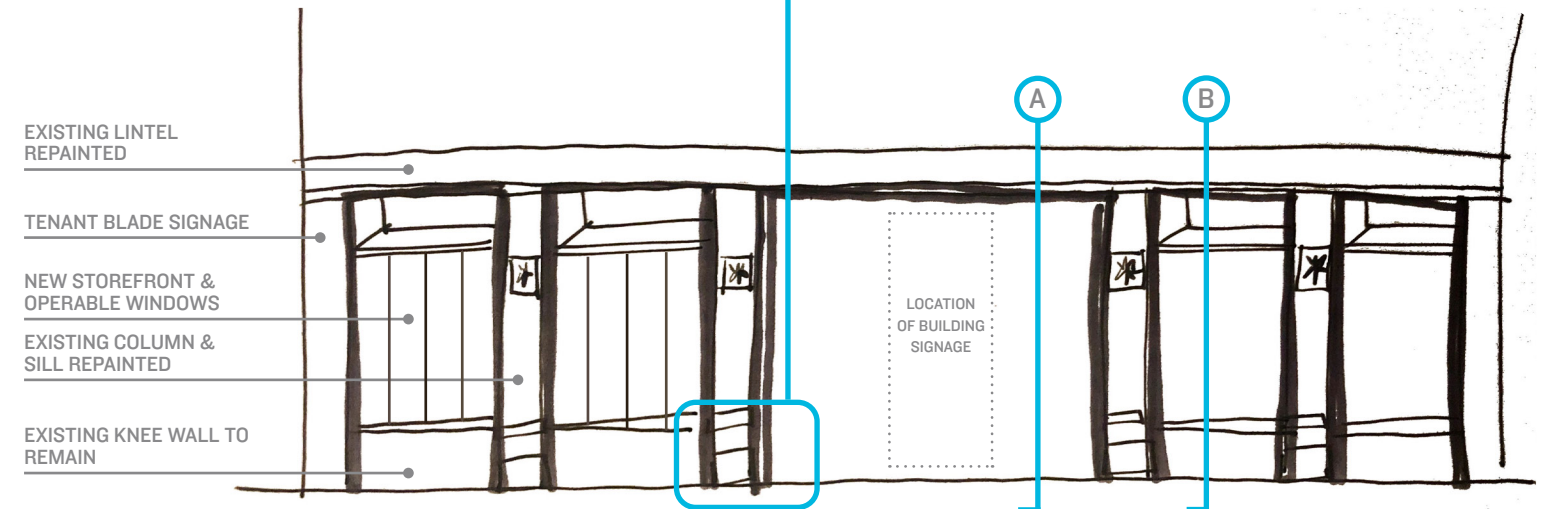 A
B
EXISTING LINTEL
REPAINTED
TENANT BLADE SIGNAGE
NEW STOREFRONT &
OPERABLE WINDOWS
EXISTING COLUMN &
SILL REPAINTED
EXISTING KNEE WALL TO
REMAIN
LOCATION
OF BUILDING
SIGNAGE